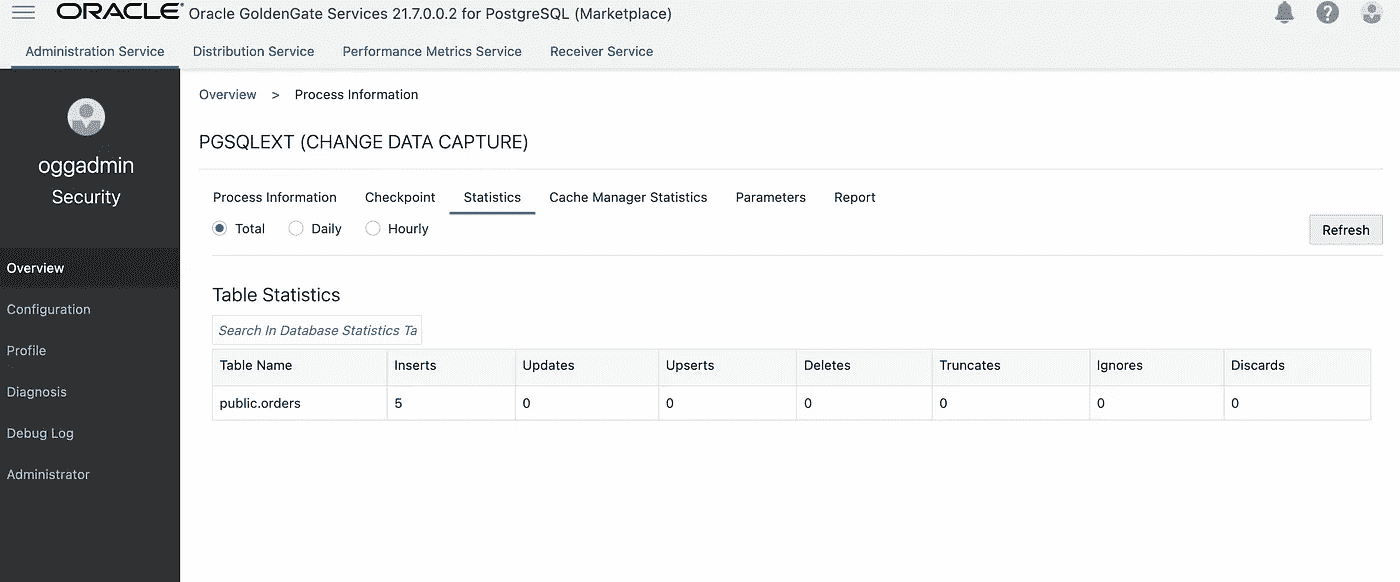 ORACLE® Oracle GoldenGate Services 21.7.0.0.2 for PostgreSQL (Marketplace)
?
Administration Service Distribution Service Performance Metrics Service Receiver Service
oggadmin
Security
Overview
Configuration
Profile
Diagnosis
Debug Log
Administrator
Overview > Process Information
PGSQLEXT (CHANGE DATA CAPTURE)
Process Information Checkpoint Statistics Cache Manager Statistics Parameters Report
Total Daily Hourly
Refresh
Table Statistics
Search In Database Statistics Ta
Table Name Inserts Updates Upserts Deletes Truncates Ignores Discards
public.orders 5 0 0 0 0 0 0